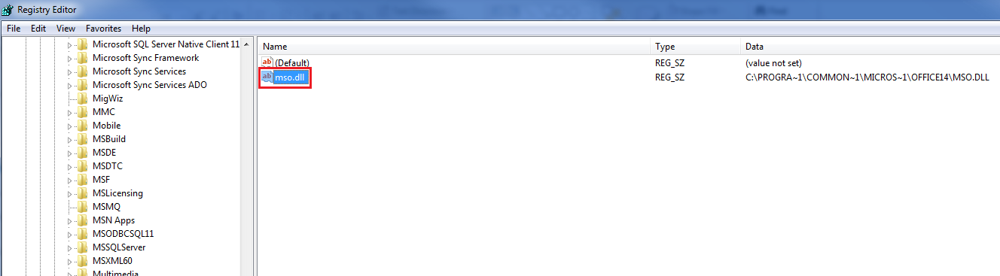 Registry Editor
File Edit View Favorites Help
Microsoft SQL Server Native Client 11
Microsoft Sync Framework
Microsoft Sync Services
Microsoft Sync Services ADO
MigWiz
MMC
Mobile
MSBuild
MSDE
MSDTC
MSF
MSLicensing
MSMQ
MSN Apps
MSODBCSQL11
MSSQLServer
MSXML60
Multimedia
Name Type Data
ab (Default) REG_SZ (value not set)
ab mso.dll REG_SZ C:\PROGRA~1\COMMON~1\MICROS~1\OFFICE14\MSO.DLL